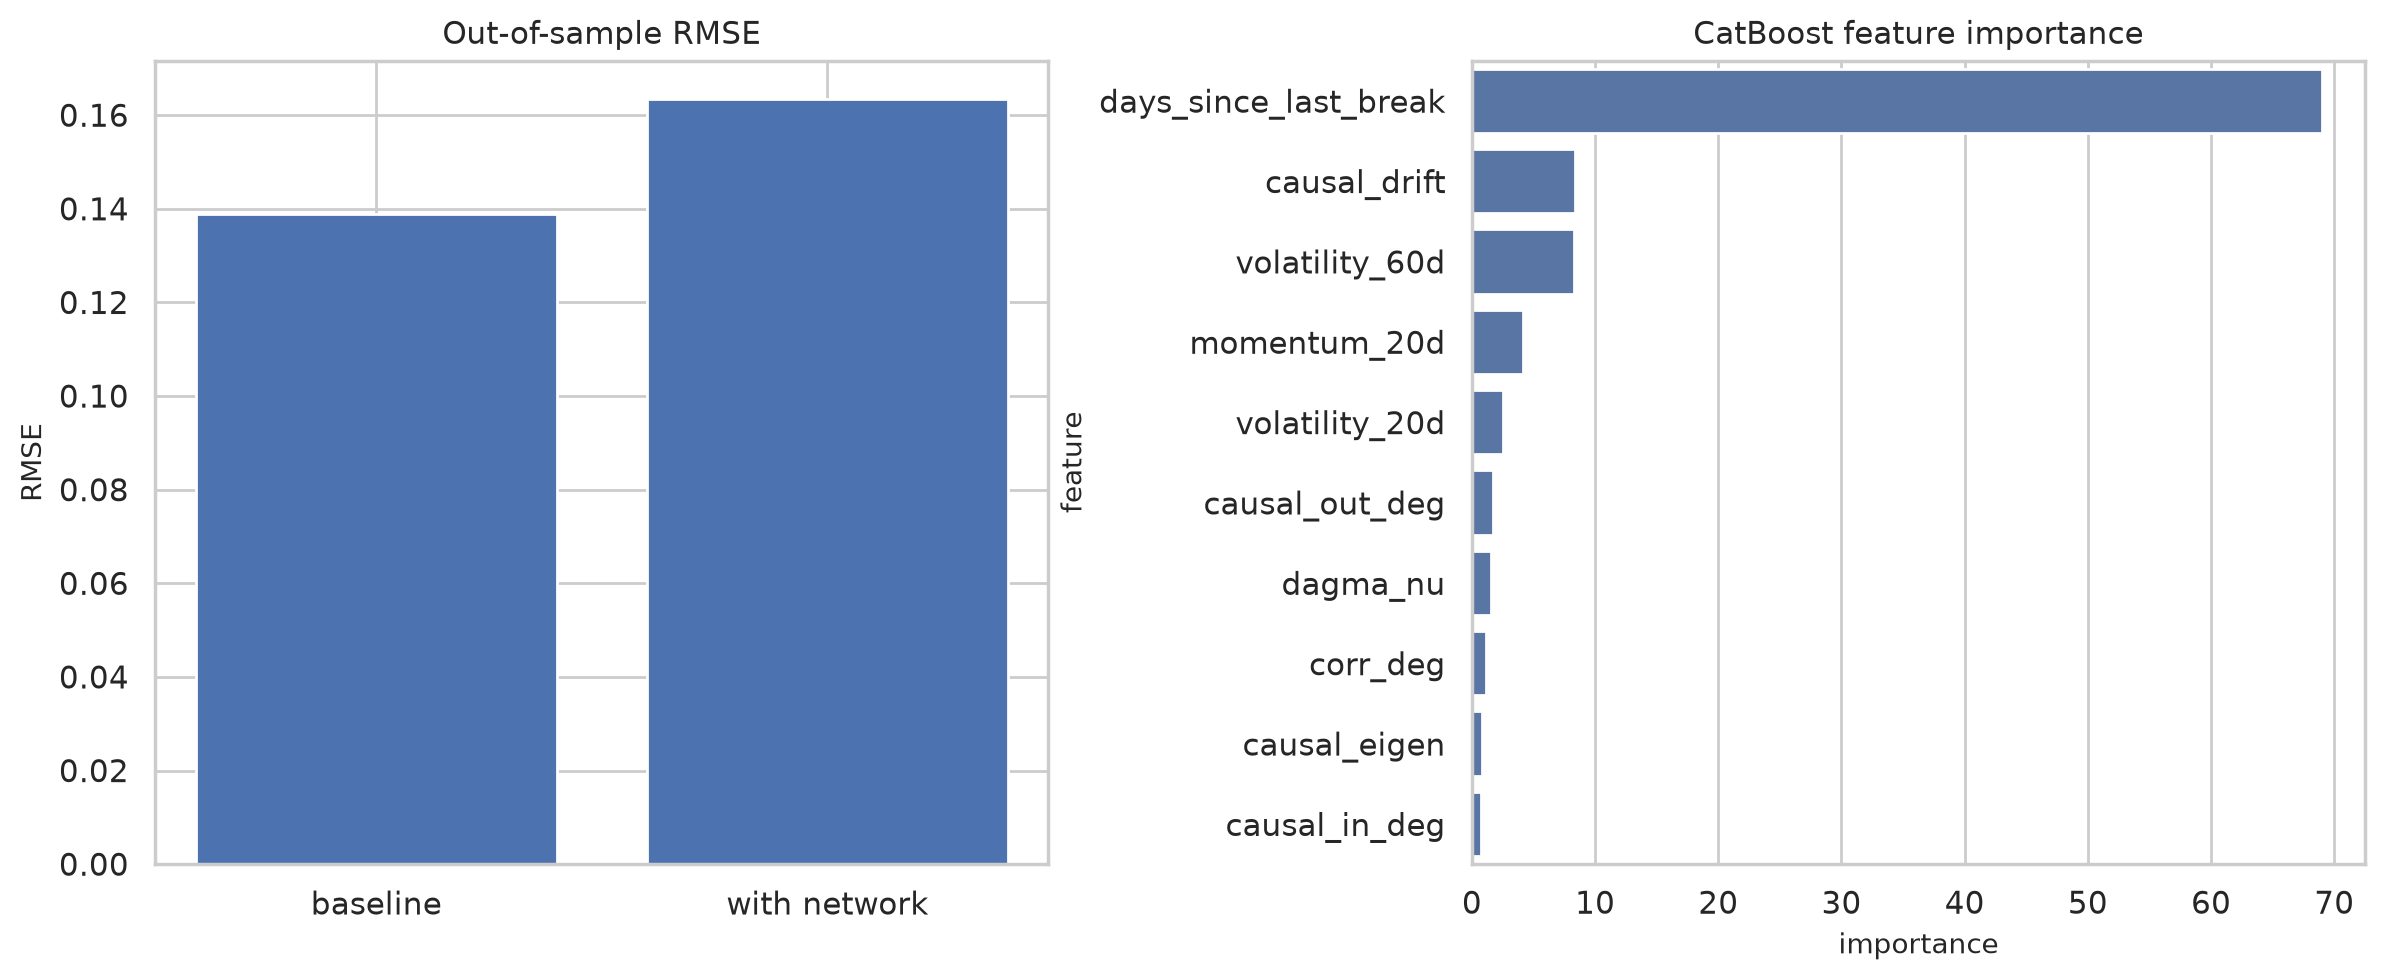 Out-of-sample RMSE
RMSE
0.16
0.14
0.12
0.10
0.08
0.06
0.04
0.02
0.00
baseline
with network
CatBoost feature importance
feature
days_since_last_break
causal_drift
volatility_60d
momentum_20d
volatility_20d
causal_out_deg
dagma_nu
corr_deg
causal_eigen
causal_in_deg
0 10 20 30 40 50 60 70
importance